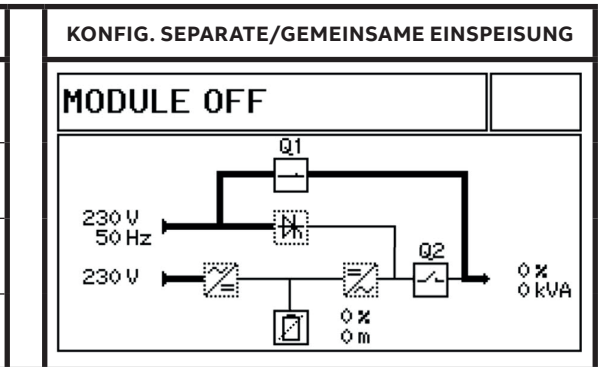 KONFIG. SEPARATE/GEMEINSAME EINSPEISUNG
MODULE OFF
Q1
230 V
50 Hz
Q2
230 V
0 %
0 kVA
0 %
0 m